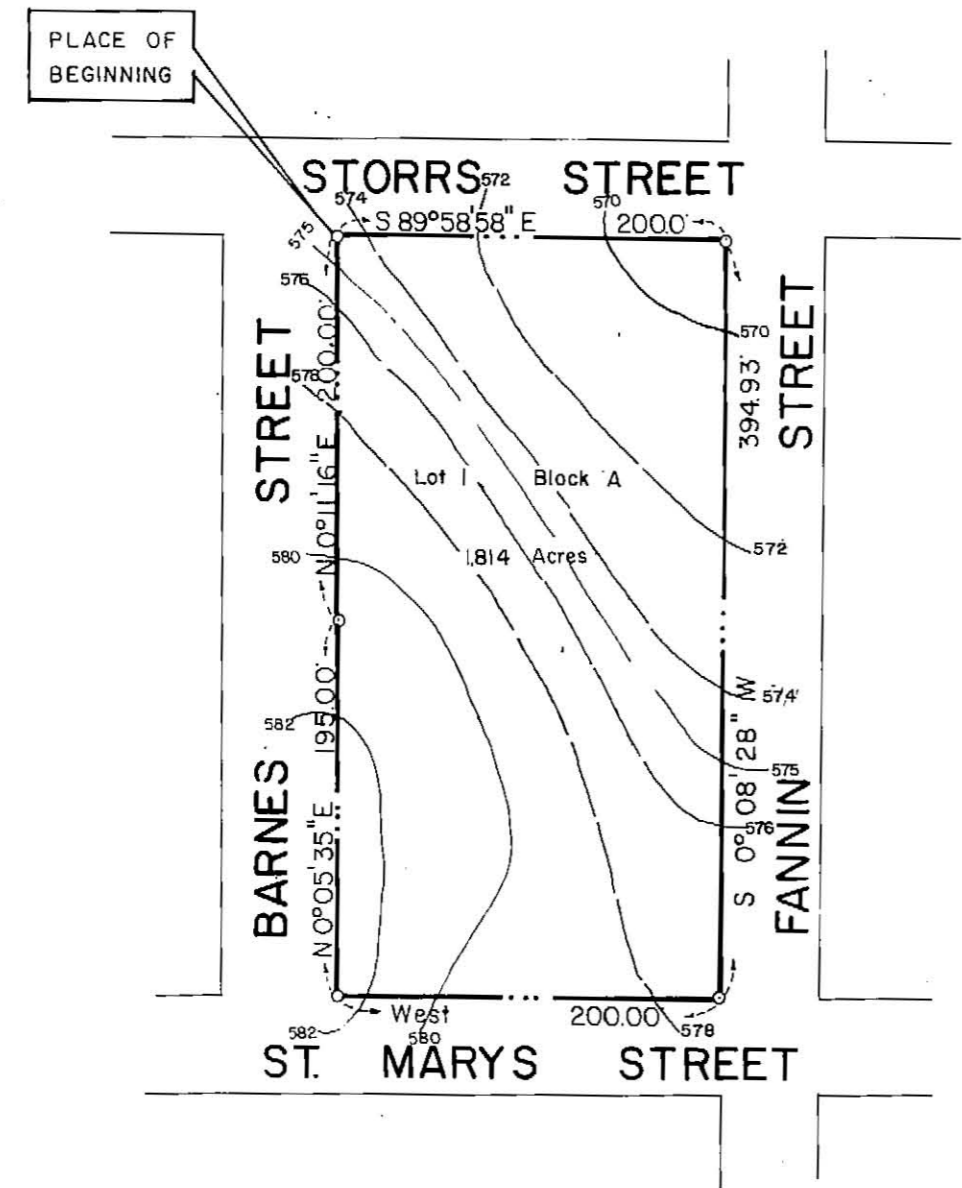 PLACE OF
BEGINNING
STORRS STREET
572
574
570
S 89°58'58" E
200.0'
575
576
570
578
BARNES STREET
N 0°11'16" E 200.00'
394.93'
FANNIN STREET
Lot 1 Block A
572
580
1.814 Acres
S 0° 08' 28" W
574
195.00'
582
575
576
N 0°05'35" E
West
200.00'
582
580
578
ST. MARYS STREET